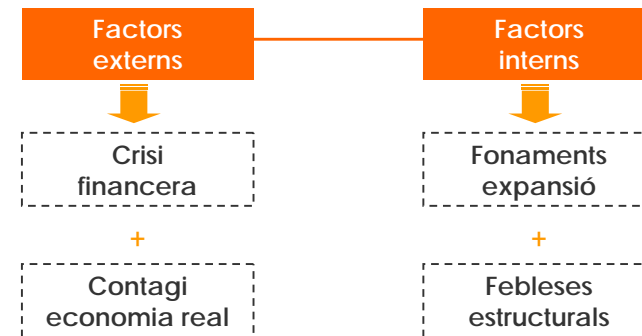 Factors
externs
Factors
interns
Crisi
financera
Fonaments
expansió
+
+
Contagi
economia real
Febleses
estructurals